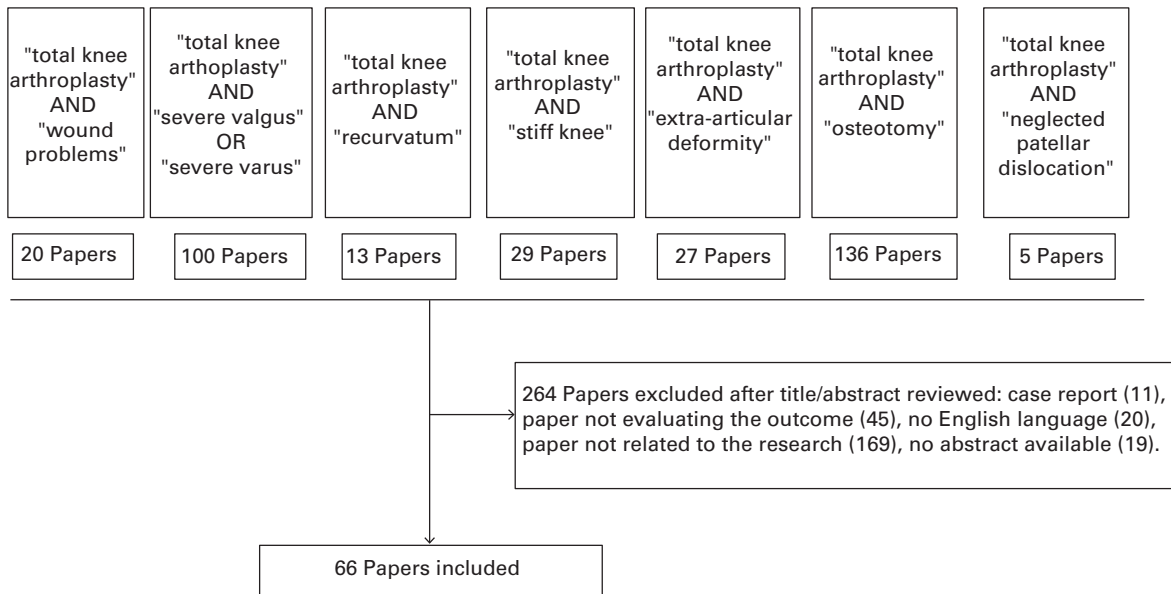 "total knee
arthroplasty"
AND
"wound
problems"
"total knee
arthoplasty"
AND
"severe valgus"
OR
"severe varus"
"total knee
arthroplasty"
AND
"recurvatum"
"total knee
arthroplasty"
AND
"stiff knee"
"total knee
arthroplasty"
AND
"extra-articular
deformity"
"total knee
arthroplasty"
AND
"osteotomy"
"total knee
arthroplasty"
AND
"neglected
patellar
dislocation"
20 Papers
100 Papers
13 Papers
29 Papers
27 Papers
136 Papers
5 Papers
264 Papers excluded after title/abstract reviewed: case report (11),
paper not evaluating the outcome (45), no English language (20),
paper not related to the research (169), no abstract available (19).
66 Papers included